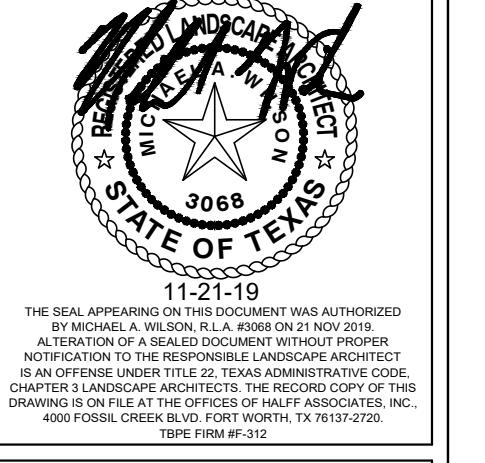 REGISTERED LANDSCAPE ARCHITECT
MICHAEL A. WILSON
3068
STATE OF TEXAS
11-21-19
THE SEAL APPEARING ON THIS DOCUMENT WAS AUTHORIZED
BY MICHAEL A. WILSON, R.L.A. #3068 ON 21 NOV 2019.
ALTERATION OF A SEALED DOCUMENT WITHOUT PROPER
NOTIFICATION TO THE RESPONSIBLE LANDSCAPE ARCHITECT
IS AN OFFENSE UNDER TITLE 22, TEXAS ADMINISTRATIVE CODE,
CHAPTER 3 LANDSCAPE ARCHITECTS. THE RECORD COPY OF THIS
DRAWING IS ON FILE AT THE OFFICES OF HALFF ASSOCIATES, INC.,
4000 FOSSIL CREEK BLVD. FORT WORTH, TX 76137-2720.
TBPE FIRM #F-312